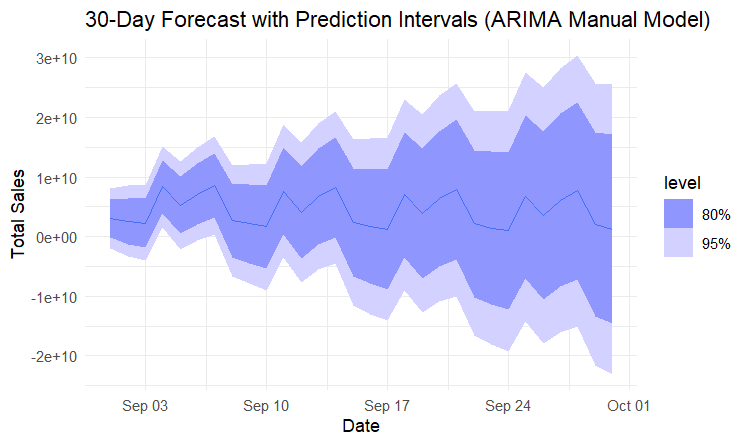 30-Day Forecast with Prediction Intervals (ARIMA Manual Model)
3e+10
2e+10
1e+10
0e+00
-1e+10
-2e+10
Total Sales
Sep 03 Sep 10 Sep 17 Sep 24 Oct 01
Date
level
80%
95%